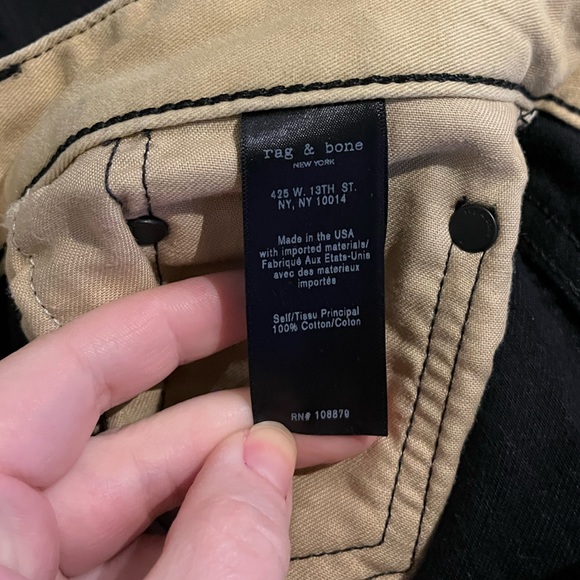 rag & bone
NEW YORK
425 W. 13TH ST.
NY, NY 10014
Made in the USA
with imported materials/
Fabriqué Aux Etats-Unis
avec des materiaux
importés
Self/Tissu Principal
100% Cotton/Coton
RN# 108879